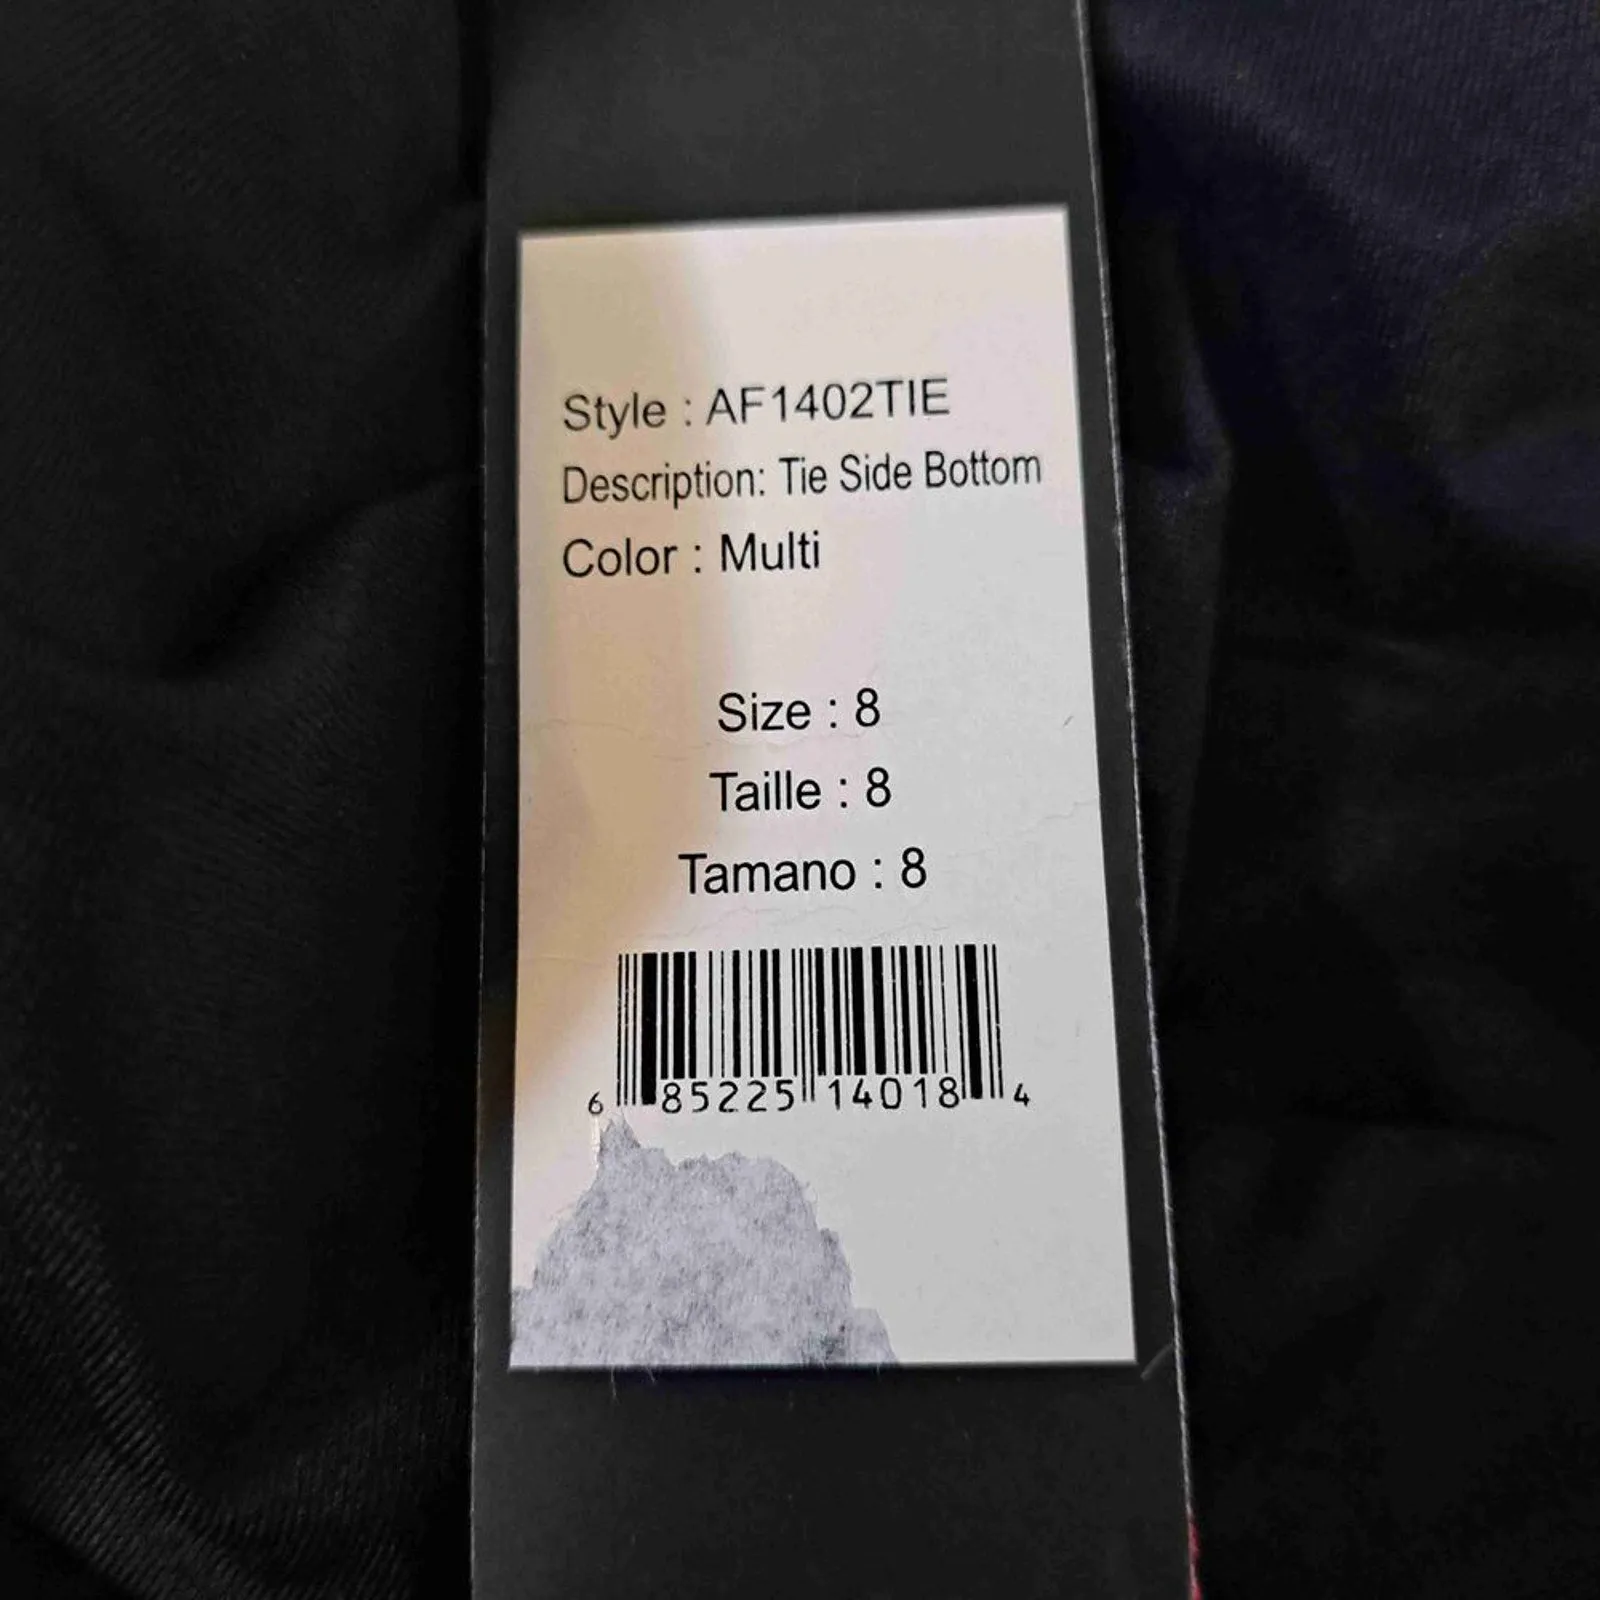 Style : AF1402TIE
Description: Tie Side Bottom
Color : Multi
Size : 8
Taille : 8
Tamano : 8
6 85225 14018 4